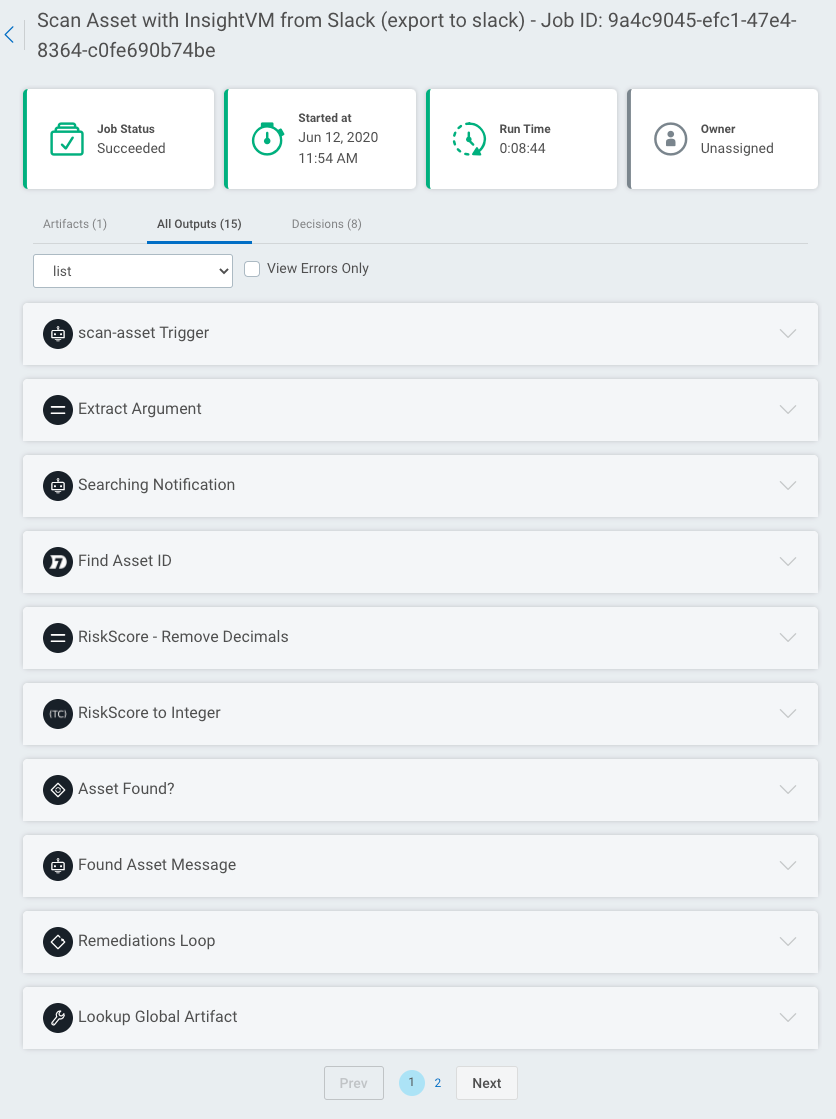 Scan Asset with InsightVM from Slack (export to slack) - Job ID: 9a4c9045-efc1-47e4-
8364-c0fe690b74be
Job Status
Succeeded
Started at
Jun 12, 2020
11:54 AM
Run Time
0:08:44
Owner
Unassigned
Artifacts (1) All Outputs (15) Decisions (8)
list View Errors Only
scan-asset Trigger
Extract Argument
Searching Notification
Find Asset ID
RiskScore - Remove Decimals
(TC) RiskScore to Integer
Asset Found?
Found Asset Message
Remediations Loop
Lookup Global Artifact
Prev 1 2 Next